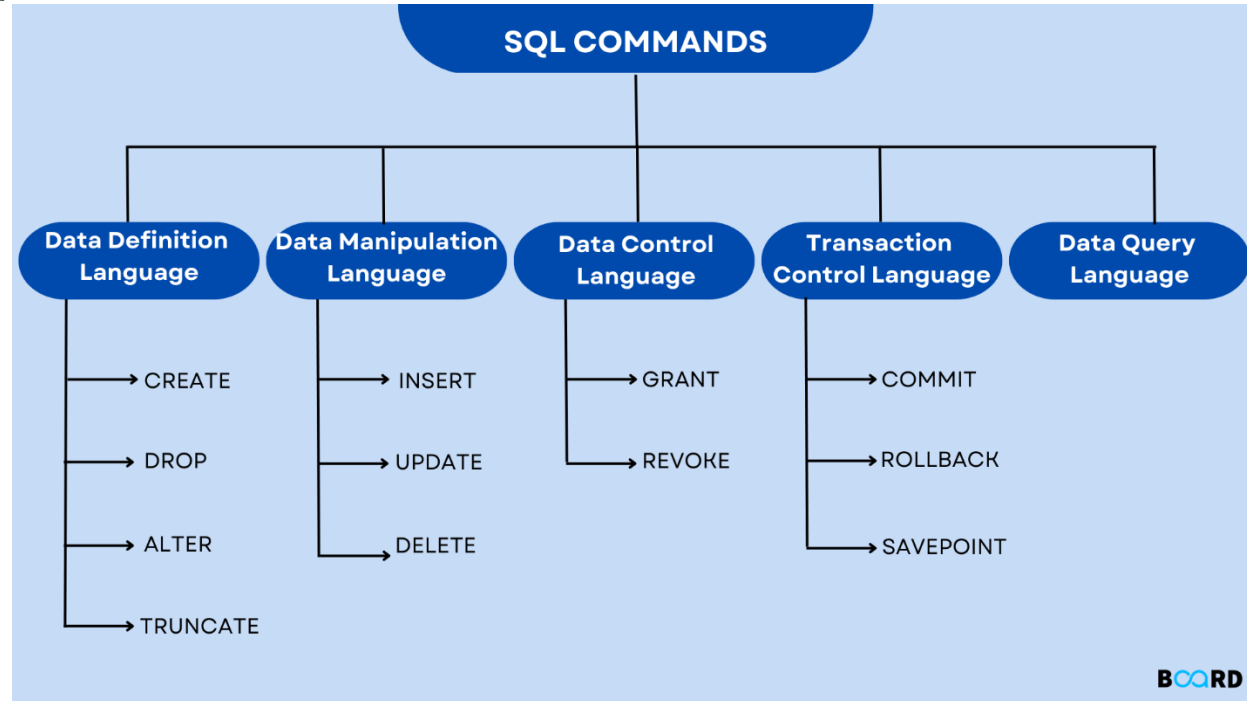 SQL COMMANDS
Data Definition
Language
Data Manipulation
Language
Data Control
Language
Transaction
Control Language
Data Query
Language
CREATE
DROP
ALTER
TRUNCATE
INSERT
UPDATE
DELETE
GRANT
REVOKE
COMMIT
ROLLBACK
SAVEPOINT
BOARD